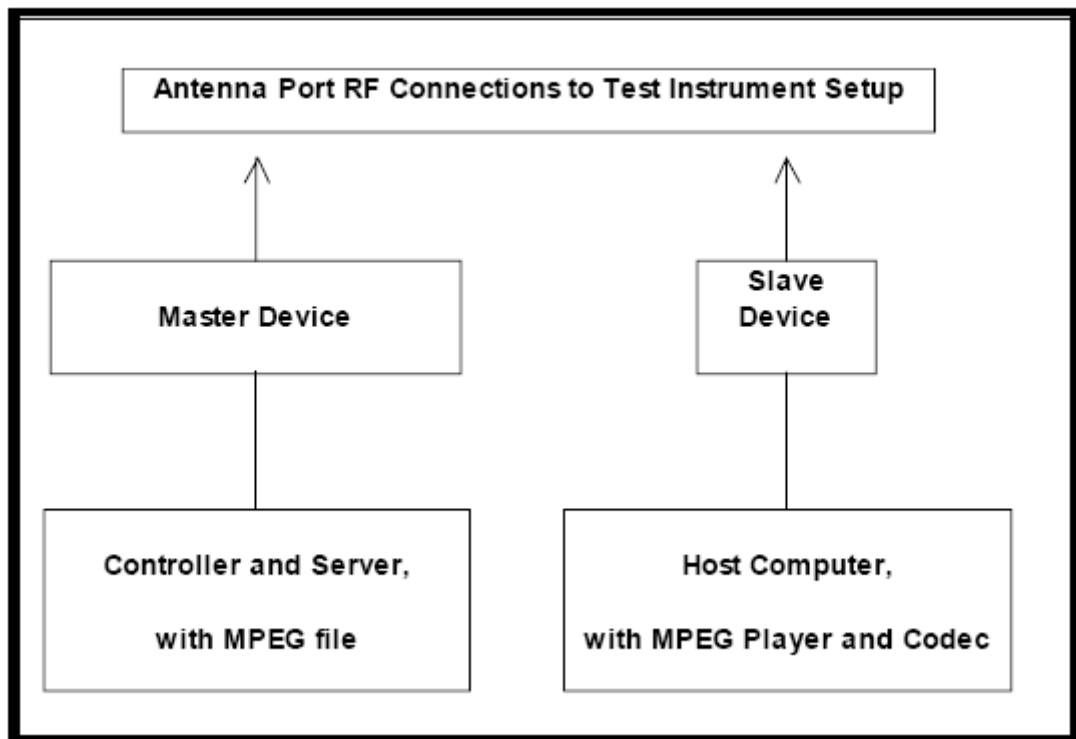 Antenna Port RF Connections to Test Instrument Setup
Master Device
Slave
Device
Controller and Server,
with MPEG file
Host Computer,
with MPEG Player and Codec